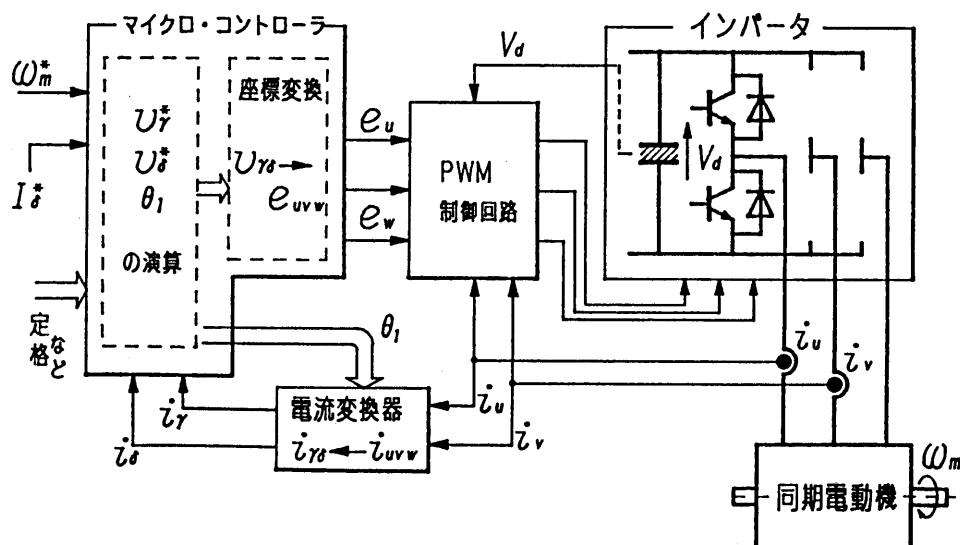 マイクロ・コントローラ
ω*m
I*δ
定格など
υ*γ
υ*δ
θ1
の演算
座標変換
υγδ→
euvw
eu
ew
Vd
PWM
制御回路
インバータ
Vd
θ1
iγ
iδ
電流変換器
iγδ←iuvw
iu
iv
iu
iv
同期電動機
ωm